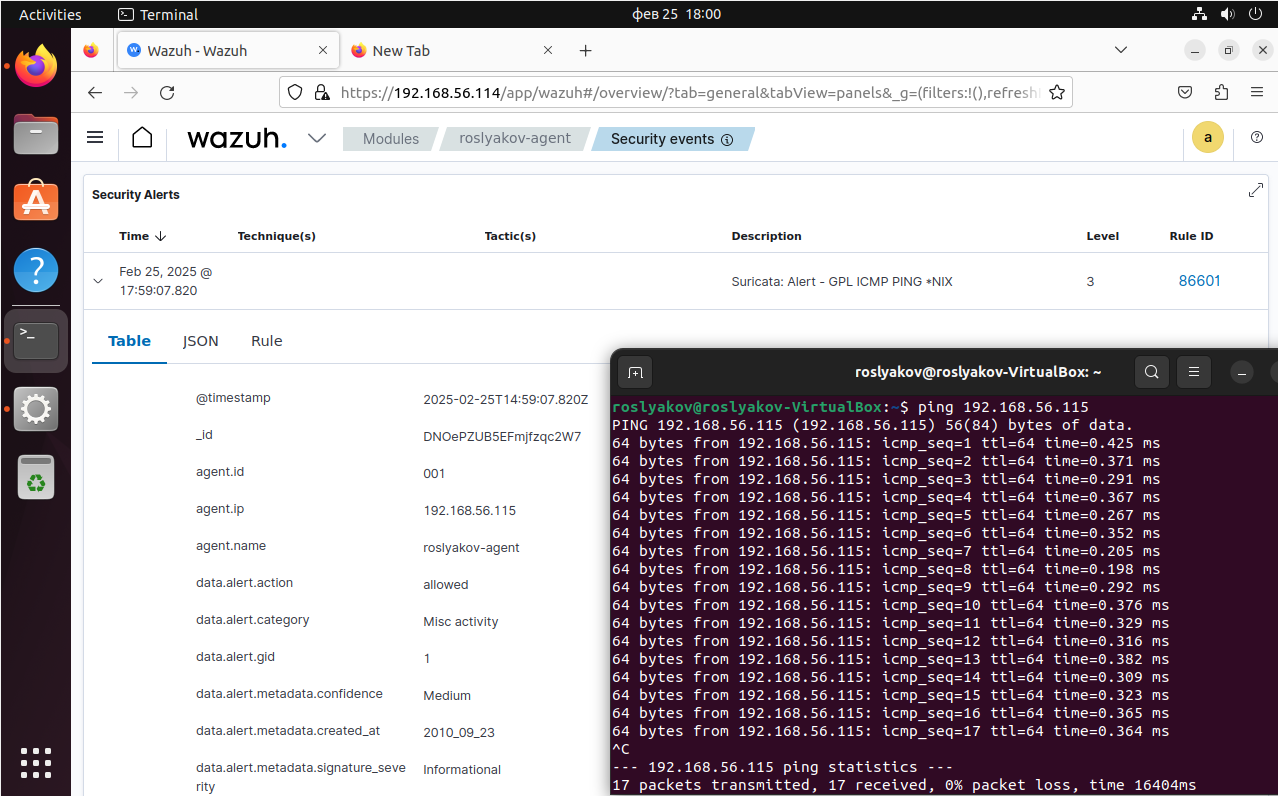 Activities Terminal фев 25 18:00
Wazuh - Wazuh New Tab
https://192.168.56.114/app/wazuh#/overview/?tab=general&tabView=panels&_g=(filters:!(),refresh
wazuh. Modules roslyakov-agent Security events a
Security Alerts
Time Technique(s) Tactic(s) Description Level Rule ID
Feb 25, 2025 @
17:59:07.820 Suricata: Alert - GPL ICMP PING *NIX 3 86601
Table JSON Rule
@timestamp 2025-02-25T14:59:07.820Z
_id DNOePZUB5EFmjfzqc2W7
agent.id 001
agent.ip 192.168.56.115
agent.name roslyakov-agent
data.alert.action allowed
data.alert.category Misc activity
data.alert.gid 1
data.alert.metadata.confidence Medium
data.alert.metadata.created_at 2010_09_23
data.alert.metadata.signature_seve
rity Informational
roslyakov@roslyakov-VirtualBox: ~
roslyakov@roslyakov-VirtualBox:~$ ping 192.168.56.115
PING 192.168.56.115 (192.168.56.115) 56(84) bytes of data.
64 bytes from 192.168.56.115: icmp_seq=1 ttl=64 time=0.425 ms
64 bytes from 192.168.56.115: icmp_seq=2 ttl=64 time=0.371 ms
64 bytes from 192.168.56.115: icmp_seq=3 ttl=64 time=0.291 ms
64 bytes from 192.168.56.115: icmp_seq=4 ttl=64 time=0.367 ms
64 bytes from 192.168.56.115: icmp_seq=5 ttl=64 time=0.267 ms
64 bytes from 192.168.56.115: icmp_seq=6 ttl=64 time=0.352 ms
64 bytes from 192.168.56.115: icmp_seq=7 ttl=64 time=0.205 ms
64 bytes from 192.168.56.115: icmp_seq=8 ttl=64 time=0.198 ms
64 bytes from 192.168.56.115: icmp_seq=9 ttl=64 time=0.292 ms
64 bytes from 192.168.56.115: icmp_seq=10 ttl=64 time=0.376 ms
64 bytes from 192.168.56.115: icmp_seq=11 ttl=64 time=0.329 ms
64 bytes from 192.168.56.115: icmp_seq=12 ttl=64 time=0.316 ms
64 bytes from 192.168.56.115: icmp_seq=13 ttl=64 time=0.382 ms
64 bytes from 192.168.56.115: icmp_seq=14 ttl=64 time=0.309 ms
64 bytes from 192.168.56.115: icmp_seq=15 ttl=64 time=0.323 ms
64 bytes from 192.168.56.115: icmp_seq=16 ttl=64 time=0.365 ms
64 bytes from 192.168.56.115: icmp_seq=17 ttl=64 time=0.364 ms
^C
--- 192.168.56.115 ping statistics ---
17 packets transmitted, 17 received, 0% packet loss, time 16404ms